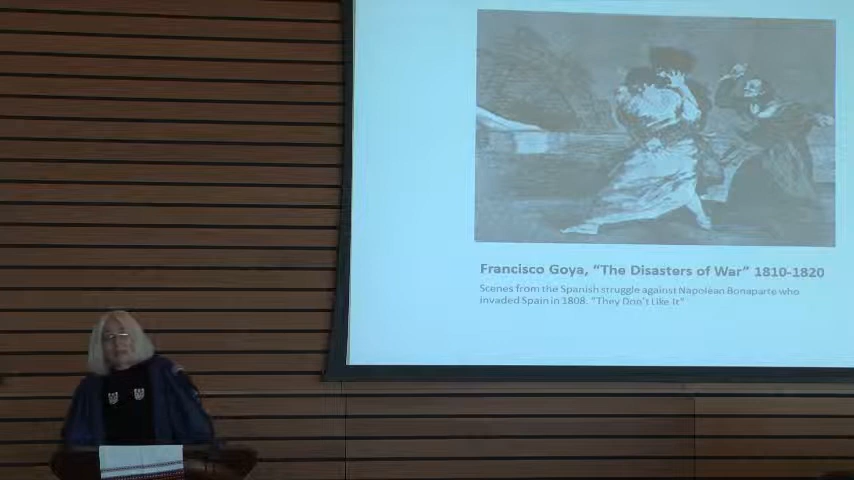 Francisco Goya, “The Disasters of War” 1810-1820
Scenes from the Spanish struggle against Napolean Bonaparte who
invaded Spain in 1808. “They Don’t Like It”